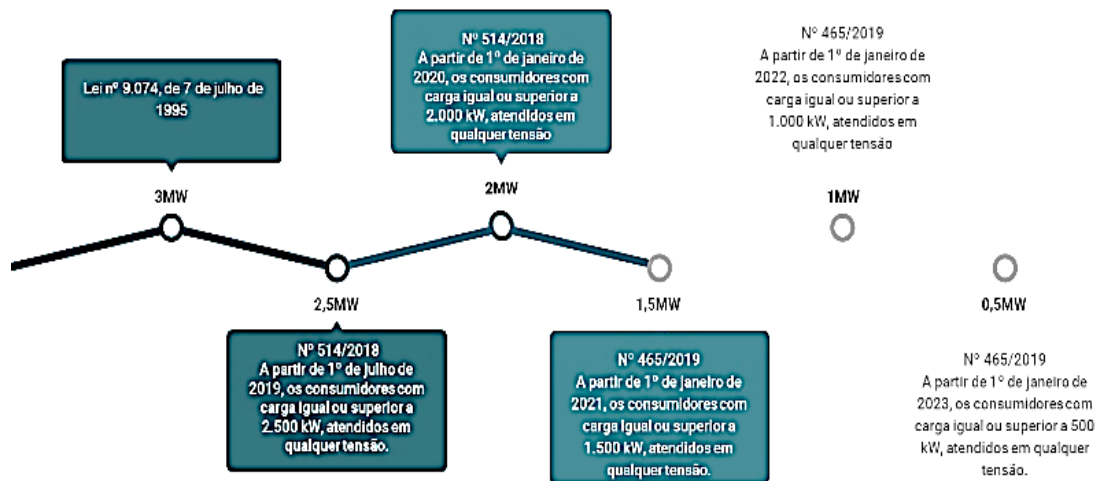 Lei nº 9.074, de 7 de julho de
1995
3MW
Nº 514/2018
A partir de 1º de julho de
2019, os consumidores com
carga igual ou superior a
2.500 kW, atendidos em
qualquer tensão.
2,5MW
Nº 514/2018
A partir de 1º de janeiro de
2020, os consumidores com
carga igual ou superior a
2.000 kW, atendidos em
qualquer tensão
2MW
1,5MW
Nº 465/2019
A partir de 1º de janeiro de
2021, os consumidores com
carga igual ou superior a
1.500 kW, atendidos em
qualquer tensão.
Nº 465/2019
A partir de 1º de janeiro de
2022, os consumidores com
carga igual ou superior a
1.000 kW, atendidos em
qualquer tensão
1MW
0,5MW
Nº 465/2019
A partir de 1º de janeiro de
2023, os consumidores com
carga igual ou superior a 500
kW, atendidos em qualquer
tensão.